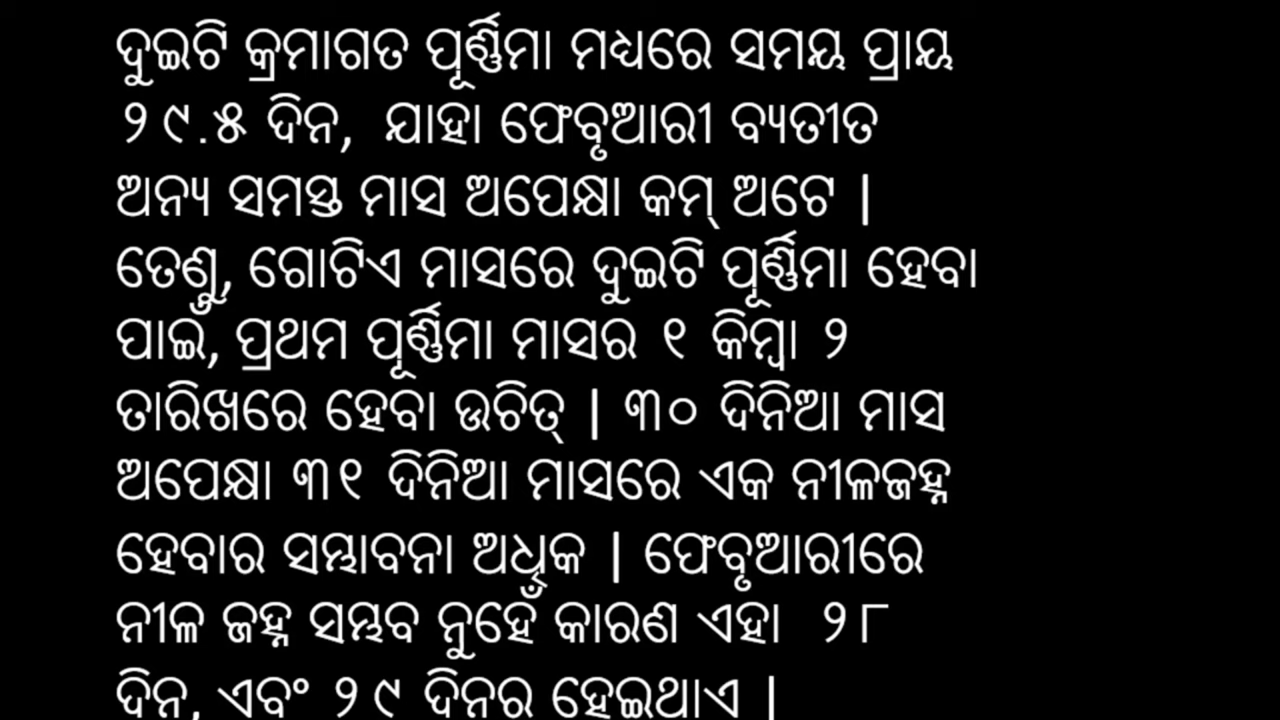 ଦୁଇଟି କ୍ରମାଗତ ପୂର୍ଣ୍ଣିମା ମଧ୍ୟରେ ସମୟ ପ୍ରାୟ
୨୯.୫ ଦିନ, ଯାହା ଫେବୃଆରୀ ବ୍ୟତୀତ
ଅନ୍ୟ ସମସ୍ତ ମାସ ଅପେକ୍ଷା କମ୍ ଅଟେ |
ତେଣୁ, ଗୋଟିଏ ମାସରେ ଦୁଇଟି ପୂର୍ଣ୍ଣିମା ହେବା
ପାଇଁ, ପ୍ରଥମ ପୂର୍ଣ୍ଣିମା ମାସର ୧ କିମ୍ବା ୨
ତାରିଖରେ ହେବା ଉଚିତ୍ | ୩୦ ଦିନିଆ ମାସ
ଅପେକ୍ଷା ୩୧ ଦିନିଆ ମାସରେ ଏକ ନୀଳଜହ୍ନ
ହେବାର ସମ୍ଭାବନା ଅଧିକ | ଫେବୃଆରୀରେ
ନୀଳ ଜହ୍ନ ସମ୍ଭବ ନୁହେଁ କାରଣ ଏହା ୨୮
ଦିନ, ଏବଂ ୨୯ ଦିନର ହେଇଥାଏ |